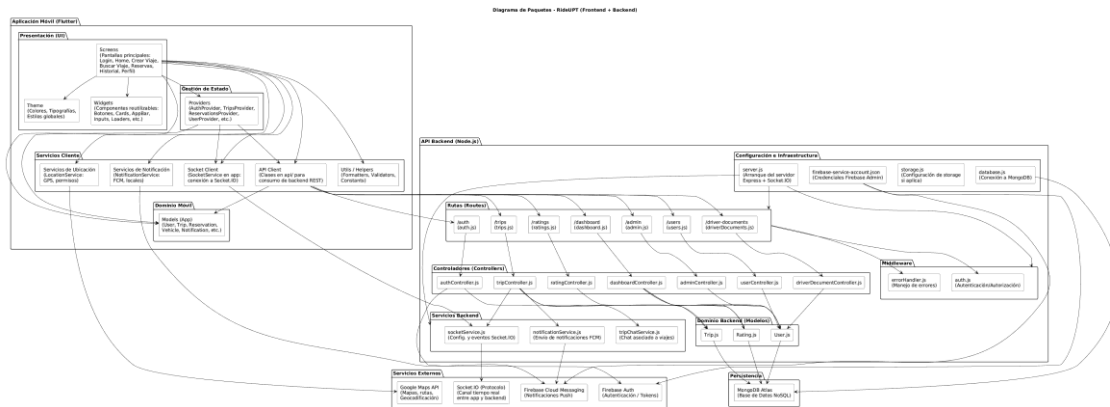 Diagrama de Paquetes - RideUPT (Frontend + Backend)
Aplicación Móvil (Flutter)
Presentación (UI)
Screens
(Pantallas principales:
Login, Home, Crear Viaje,
Buscar Viaje, Reservas,
Historial, Perfil)
Theme
(Colores, Tipografías,
Estilos globales)
Widgets
(Componentes reutilizables:
Botones, Cards, AppBar,
Inputs, Loaders, etc.)
Gestión de Estado
Providers
(AuthProvider, TripsProvider,
ReservationsProvider,
UserProvider, etc.)
Servicios Cliente
Servicios de Ubicación
(LocationService:
GPS, permisos)
Servicios de Notificación
(NotificationService:
FCM, locales)
Socket Client
(SocketService en app:
conexión a Socket.IO)
API Client
(Clases en api/ para
consumo de backend REST)
Utils / Helpers
(Formatters, Validators,
Constants)
Dominio Móvil
Models (App)
(User, Trip, Reservation,
Vehicle, Notification, etc.)
API Backend (Node.js)
Configuración e Infraestructura
server.js
(Arranque del servidor
Express + Socket.IO)
firebase-service-account.json
(Credenciales Firebase Admin)
storage.js
(Configuración de storage
si aplica)
database.js
(Conexión a MongoDB)
Rutas (Routes)
/auth
(auth.js)
/trips
(trips.js)
/ratings
(ratings.js)
/dashboard
(dashboard.js)
/admin
(admin.js)
/users
(users.js)
/driver-documents
(driverDocuments.js)
Controladores (Controllers)
authController.js
tripController.js
ratingController.js
dashboardController.js
adminController.js
userController.js
driverDocumentController.js
Middleware
errorHandler.js
(Manejo de errores)
auth.js
(Autenticación/Autorización)
Servicios Backend
socketService.js
(Config. y eventos Socket.IO)
notificationService.js
(Envío de notificaciones FCM)
tripChatService.js
(Chat asociado a viajes)
Dominio Backend (Modelos)
Trip.js
Rating.js
User.js
Servicios Externos
Google Maps API
(Mapas, rutas,
Geocodificación)
Socket.IO (Protocolo)
(Canal tiempo real
entre app y backend)
Firebase Cloud Messaging
(Notificaciones Push)
Firebase Auth
(Autenticación / Tokens)
Persistencia
MongoDB Atlas
(Base de Datos NoSQL)